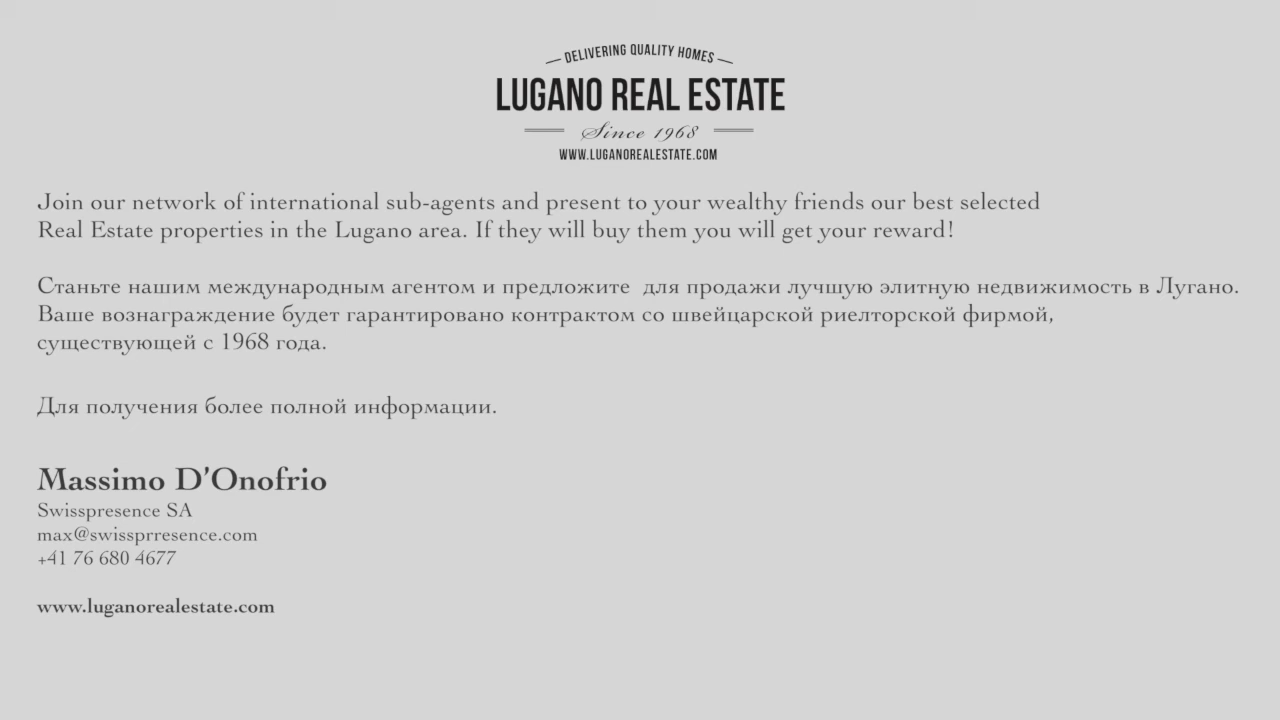 — DELIVERING QUALITY HOMES —
LUGANO REAL ESTATE
Since 1968
WWW.LUGANOREALESTATE.COM
Join our network of international sub-agents and present to your wealthy friends our best selected
Real Estate properties in the Lugano area. If they will buy them you will get your reward!
Станьте нашим международным агентом и предложите для продажи лучшую элитную недвижимость в Лугано.
Ваше вознаграждение будет гарантировано контрактом со швейцарской риелторской фирмой,
существующей с 1968 года.
Для получения более полной информации.
Massimo D'Onofrio
Swisspresence SA
max@swissprresence.com
+41 76 680 4677
www.luganorealestate.com